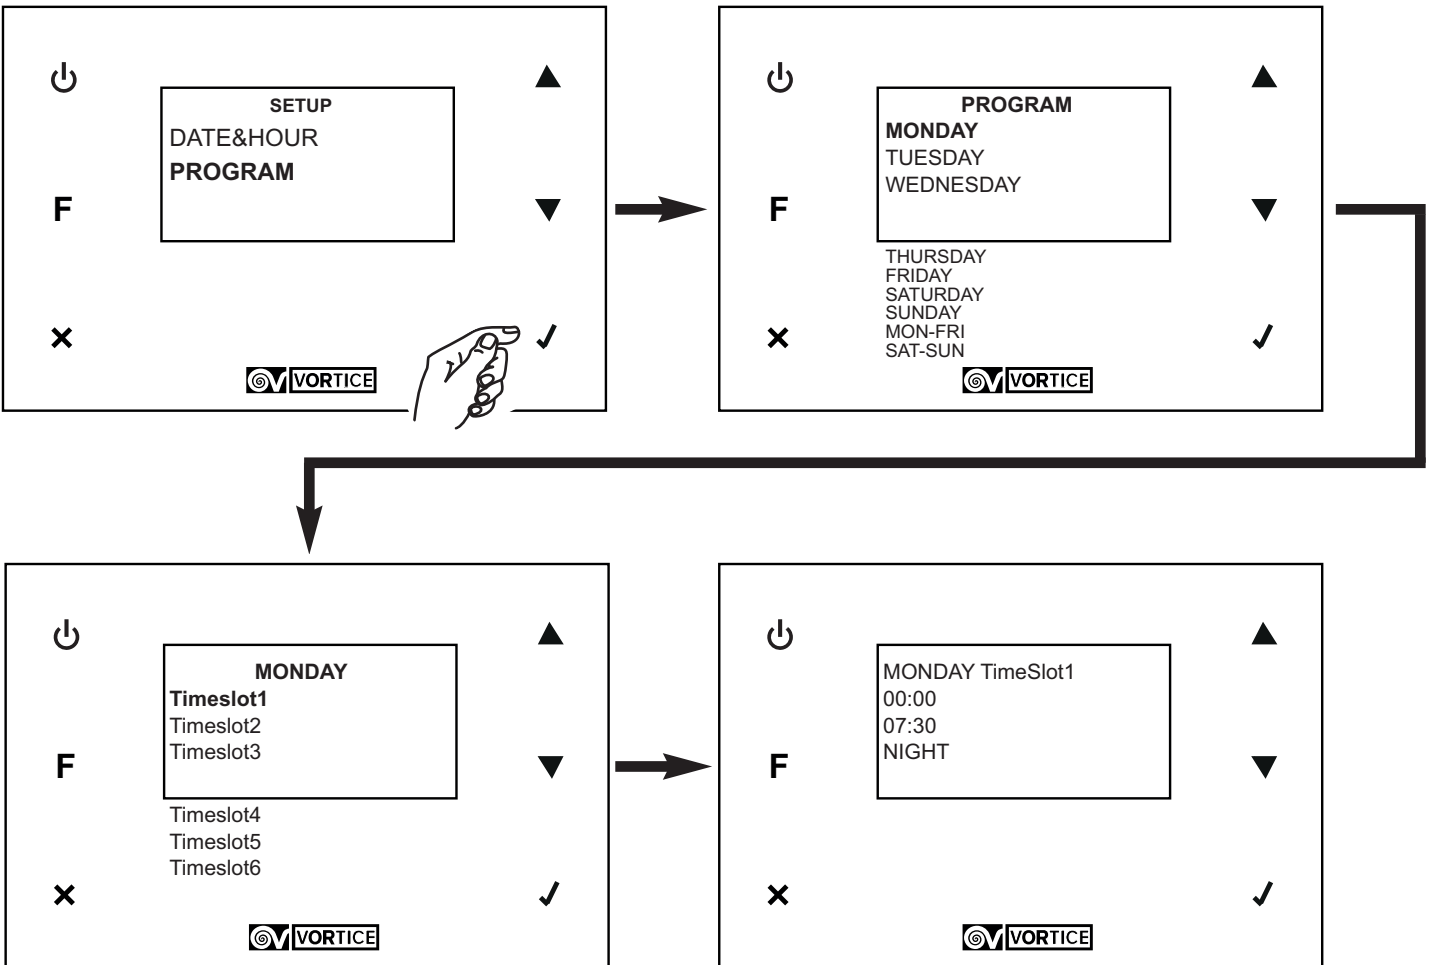 SETUP
DATE&HOUR
PROGRAM
F
VORTICE
PROGRAM
MONDAY
TUESDAY
WEDNESDAY
F
THURSDAY
FRIDAY
SATURDAY
SUNDAY
MON-FRI
SAT-SUN
VORTICE
MONDAY
Timeslot1
Timeslot2
Timeslot3
F
Timeslot4
Timeslot5
Timeslot6
VORTICE
MONDAY TimeSlot1
00:00
07:30
NIGHT
F
VORTICE